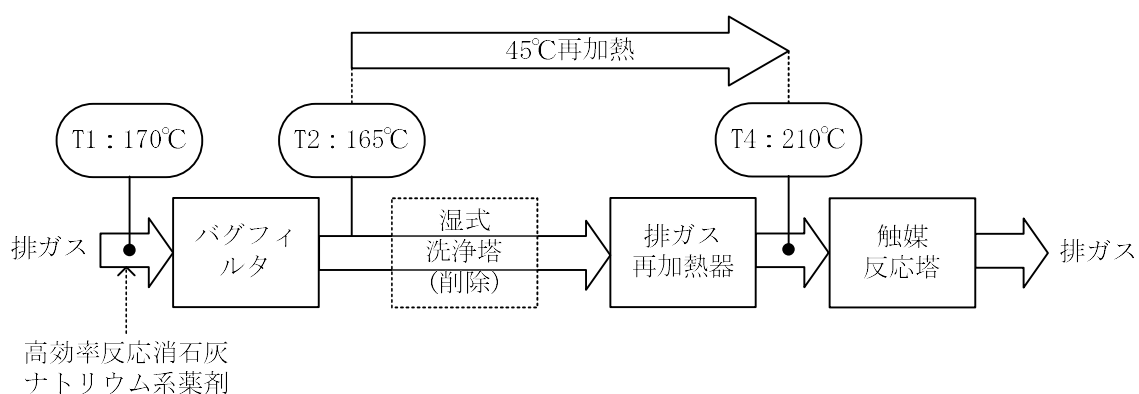 45℃再加熱
T1：170℃
T2：165℃
T4：210℃
排ガス
バグフィ
ルタ
湿式
洗浄塔
(削除)
排ガス
再加熱器
触媒
反応塔
排ガス
高効率反応消石灰
ナトリウム系薬剤